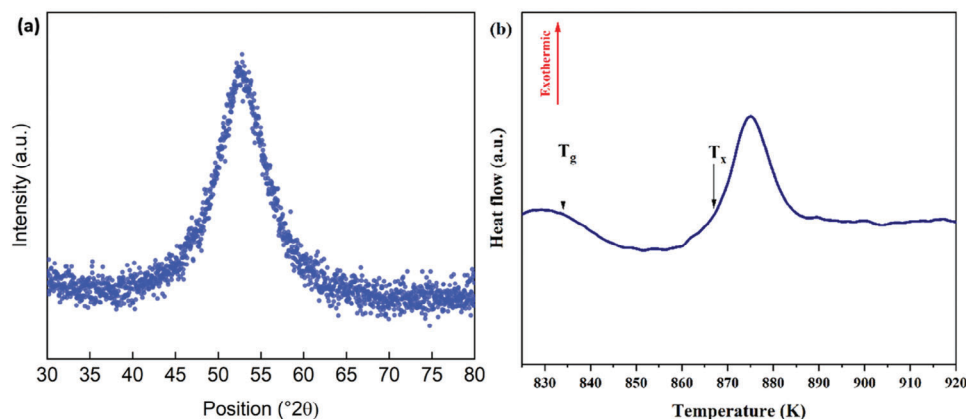 (a)
Intensity (a.u.)
30 35 40 45 50 55 60 65 70 75 80
Position (°2θ)
(b)
Exothermic
Tg
Tx
Heat flow (a.u.)
830 840 850 860 870 880 890 900 910 920
Temperature (K)